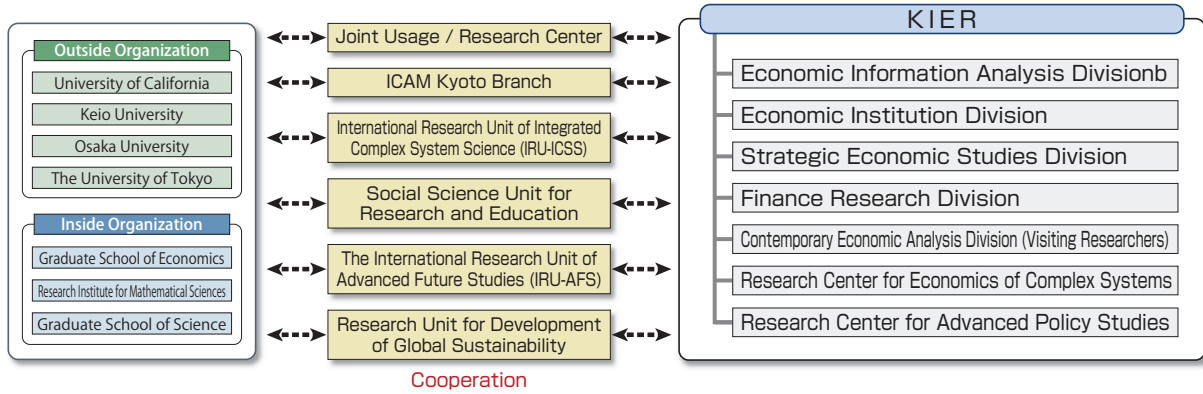 Outside Organization
University of California
Keio University
Osaka University
The University of Tokyo
Inside Organization
Graduate School of Economics
Research Institute for Mathematical Sciences
Graduate School of Science
Joint Usage / Research Center
ICAM Kyoto Branch
International Research Unit of Integrated
Complex System Science (IRU-ICSS)
Social Science Unit for
Research and Education
The International Research Unit of
Advanced Future Studies (IRU-AFS)
Research Unit for Development
of Global Sustainability
Cooperation
KIER
Economic Information Analysis Divisionb
Economic Institution Division
Strategic Economic Studies Division
Finance Research Division
Contemporary Economic Analysis Division (Visiting Researchers)
Research Center for Economics of Complex Systems
Research Center for Advanced Policy Studies